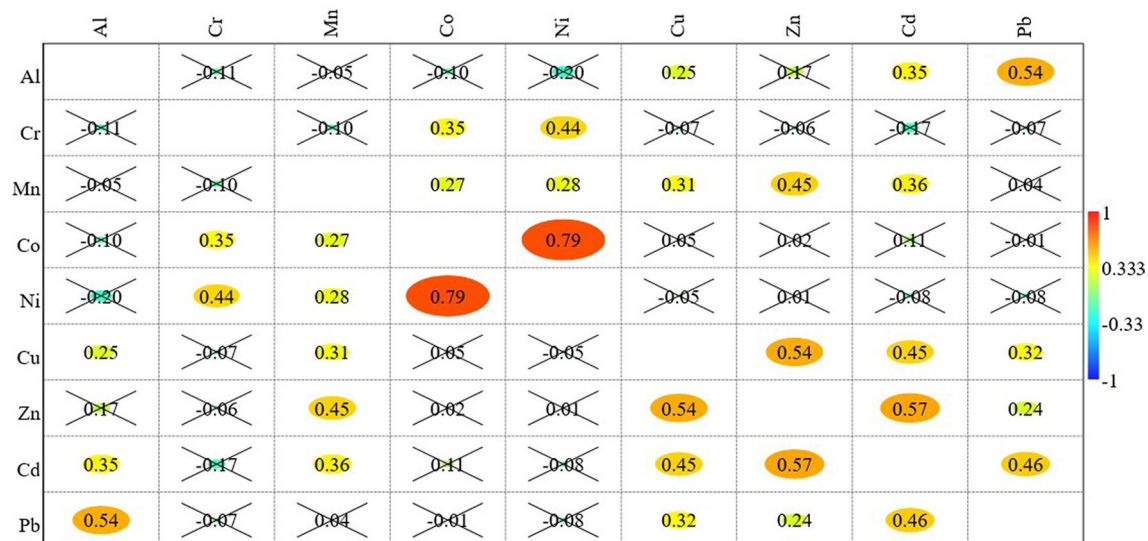 Al Cr Mn Co Ni Cu Zn Cd Pb
Al -0.11 -0.05 -0.10 -0.20 0.25 0.17 0.35 0.54
Cr -0.11 -0.10 0.35 0.44 -0.07 -0.06 -0.17 -0.07
Mn -0.05 -0.10 0.27 0.28 0.31 0.45 0.36 0.04
Co -0.10 0.35 0.27 0.79 0.05 0.02 0.11 -0.01
1
Ni -0.20 0.44 0.28 0.79 -0.05 0.01 -0.08 -0.08
0.333
-0.33
Cu 0.25 -0.07 0.31 0.05 -0.05 0.54 0.45 0.32
-1
Zn 0.17 -0.06 0.45 0.02 0.01 0.54 0.57 0.24
Cd 0.35 -0.17 0.36 0.11 -0.08 0.45 0.57 0.46
Pb 0.54 -0.07 0.04 -0.01 -0.08 0.32 0.24 0.46